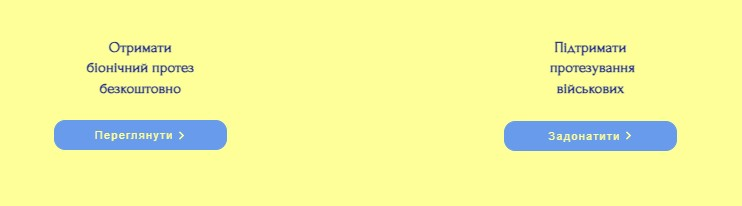 Отримати
біонічний протез
безкоштовно
Переглянути >
Підтримати
протезування
військових
Задонатити >